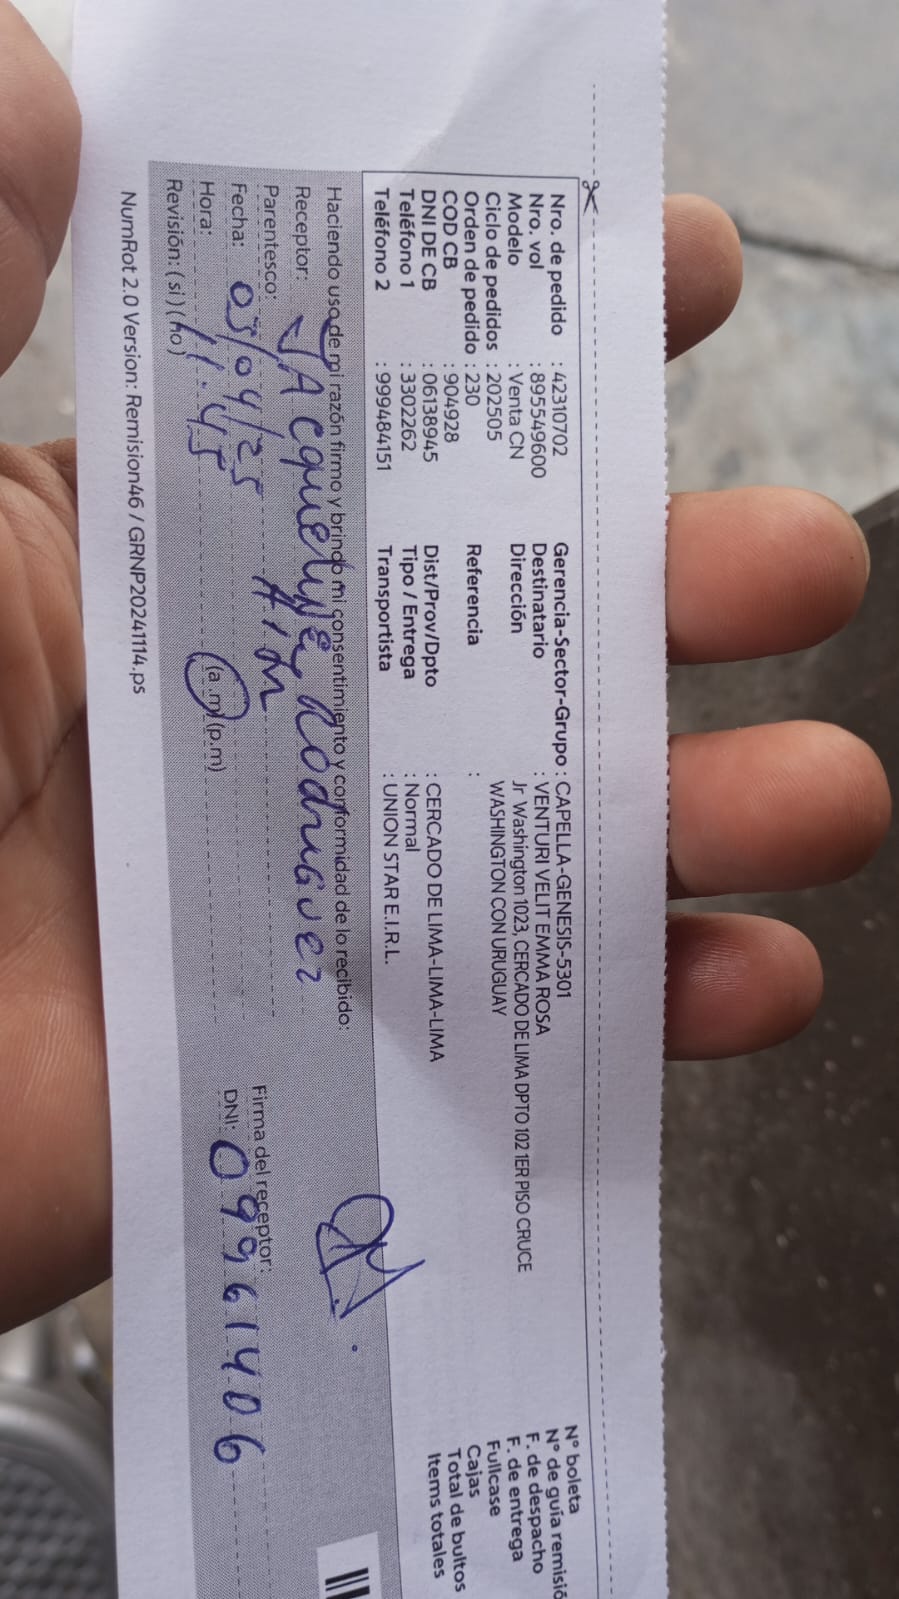 Nro. de pedido : 42310702 Gerencia-Sector-Grupo : CAPELLA-GENESIS-5301 N° boleta
Nro. vol : 895549600 Destinatario : VENTURI VELIT EMMA ROSA N° de guía remisió
Modelo : Venta CN Dirección Jr Washington 1023, CERCADO DE LIMA DPTO 102 1ER PISO CRUCE F. de despacho
Ciclo de pedidos : 202505 WASHINGTON CON URUGUAY F. de entrega
Orden de pedido : 230 Referencia : Fullcase
COD CB : 904928 Cajas
DNI DE CB : 06138945 Dist/Prov/Dpto : CERCADO DE LIMA-LIMA-LIMA Total de bultos
Teléfono 1 : 3302262 Tipo / Entrega : Normal Items totales
Teléfono 2 : 999484151 Transportista : UNION STAR E.I.R.L.
Haciendo uso de mi razón firmo y brindo mi consentimiento y conformidad de lo recibido:
Receptor: JAcquelyne Rodriguez
Parentesco: Firma del receptor:
Fecha: 03/04/25 DNI: 09961406
Hora: 11:45 (a.m) (p.m)
Revisión: (si) (no)
NumRot 2.0 Version: Remision46 / GRNP20241114.ps